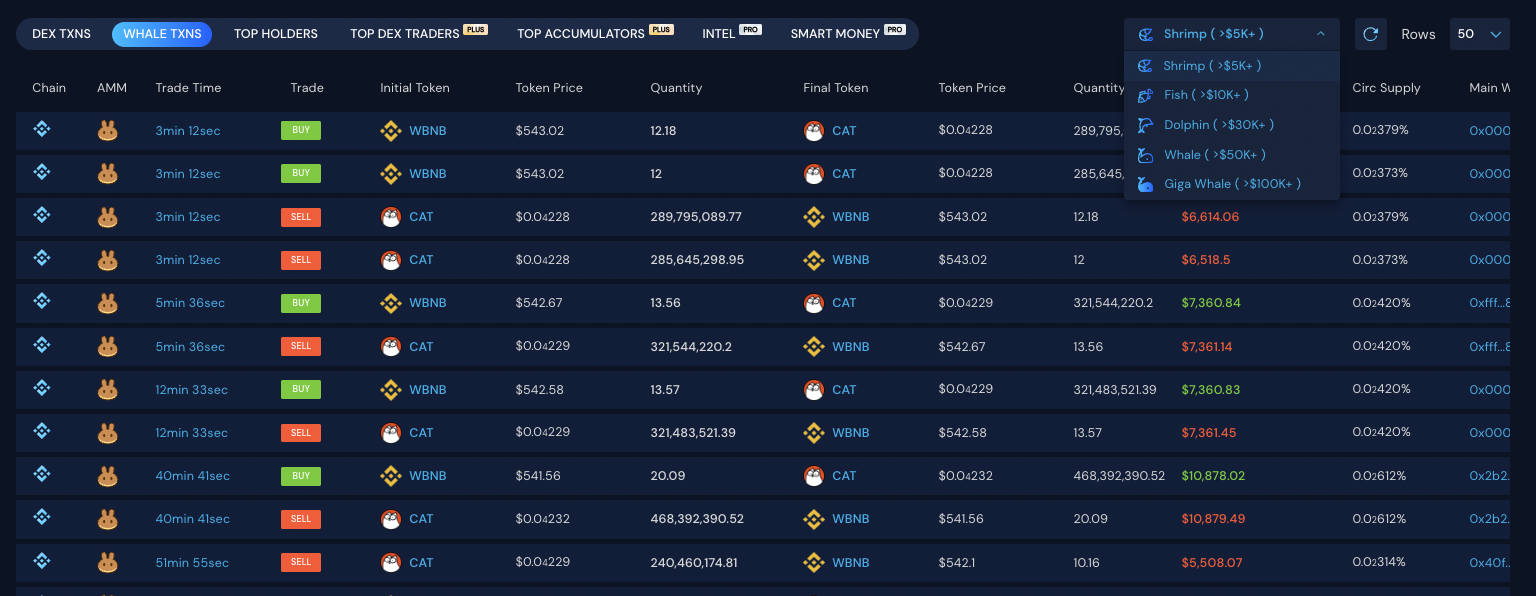 DEX TXNS WHALE TXNS TOP HOLDERS TOP DEX TRADERS PLUS TOP ACCUMULATORS PLUS INTEL PRO SMART MONEY PRO Shrimp ( >$5K+ ) Rows 50
Shrimp ( >$5K+ )
Fish ( >$10K+ )
Dolphin ( >$30K+ )
Whale ( >$50K+ )
Giga Whale ( >$100K+ )
Chain AMM Trade Time Trade Initial Token Token Price Quantity Final Token Token Price Quantity Circ Supply Main W
3min 12sec BUY WBNB $543.02 12.18 CAT $0.0₄228 289,795, 0.0₂379% 0x000
3min 12sec BUY WBNB $543.02 12 CAT $0.0₄228 285,645, 0.0₂373% 0x000
3min 12sec SELL CAT $0.0₄228 289,795,089.77 WBNB $543.02 12.18 $6,614.06 0.0₂379% 0x000
3min 12sec SELL CAT $0.0₄228 285,645,298.95 WBNB $543.02 12 $6,518.5 0.0₂373% 0x000
5min 36sec BUY WBNB $542.67 13.56 CAT $0.0₄229 321,544,220.2 $7,360.84 0.0₂420% 0xfff...8
5min 36sec SELL CAT $0.0₄229 321,544,220.2 WBNB $542.67 13.56 $7,361.14 0.0₂420% 0xfff...8
12min 33sec BUY WBNB $542.58 13.57 CAT $0.0₄229 321,483,521.39 $7,360.83 0.0₂420% 0x000
12min 33sec SELL CAT $0.0₄229 321,483,521.39 WBNB $542.58 13.57 $7,361.45 0.0₂420% 0x000
40min 41sec BUY WBNB $541.56 20.09 CAT $0.0₄232 468,392,390.52 $10,878.02 0.0₂612% 0x2b2.
40min 41sec SELL CAT $0.0₄232 468,392,390.52 WBNB $541.56 20.09 $10,879.49 0.0₂612% 0x2b2.
51min 55sec SELL CAT $0.0₄229 240,460,174.81 WBNB $542.1 10.16 $5,508.07 0.0₂314% 0x40f..